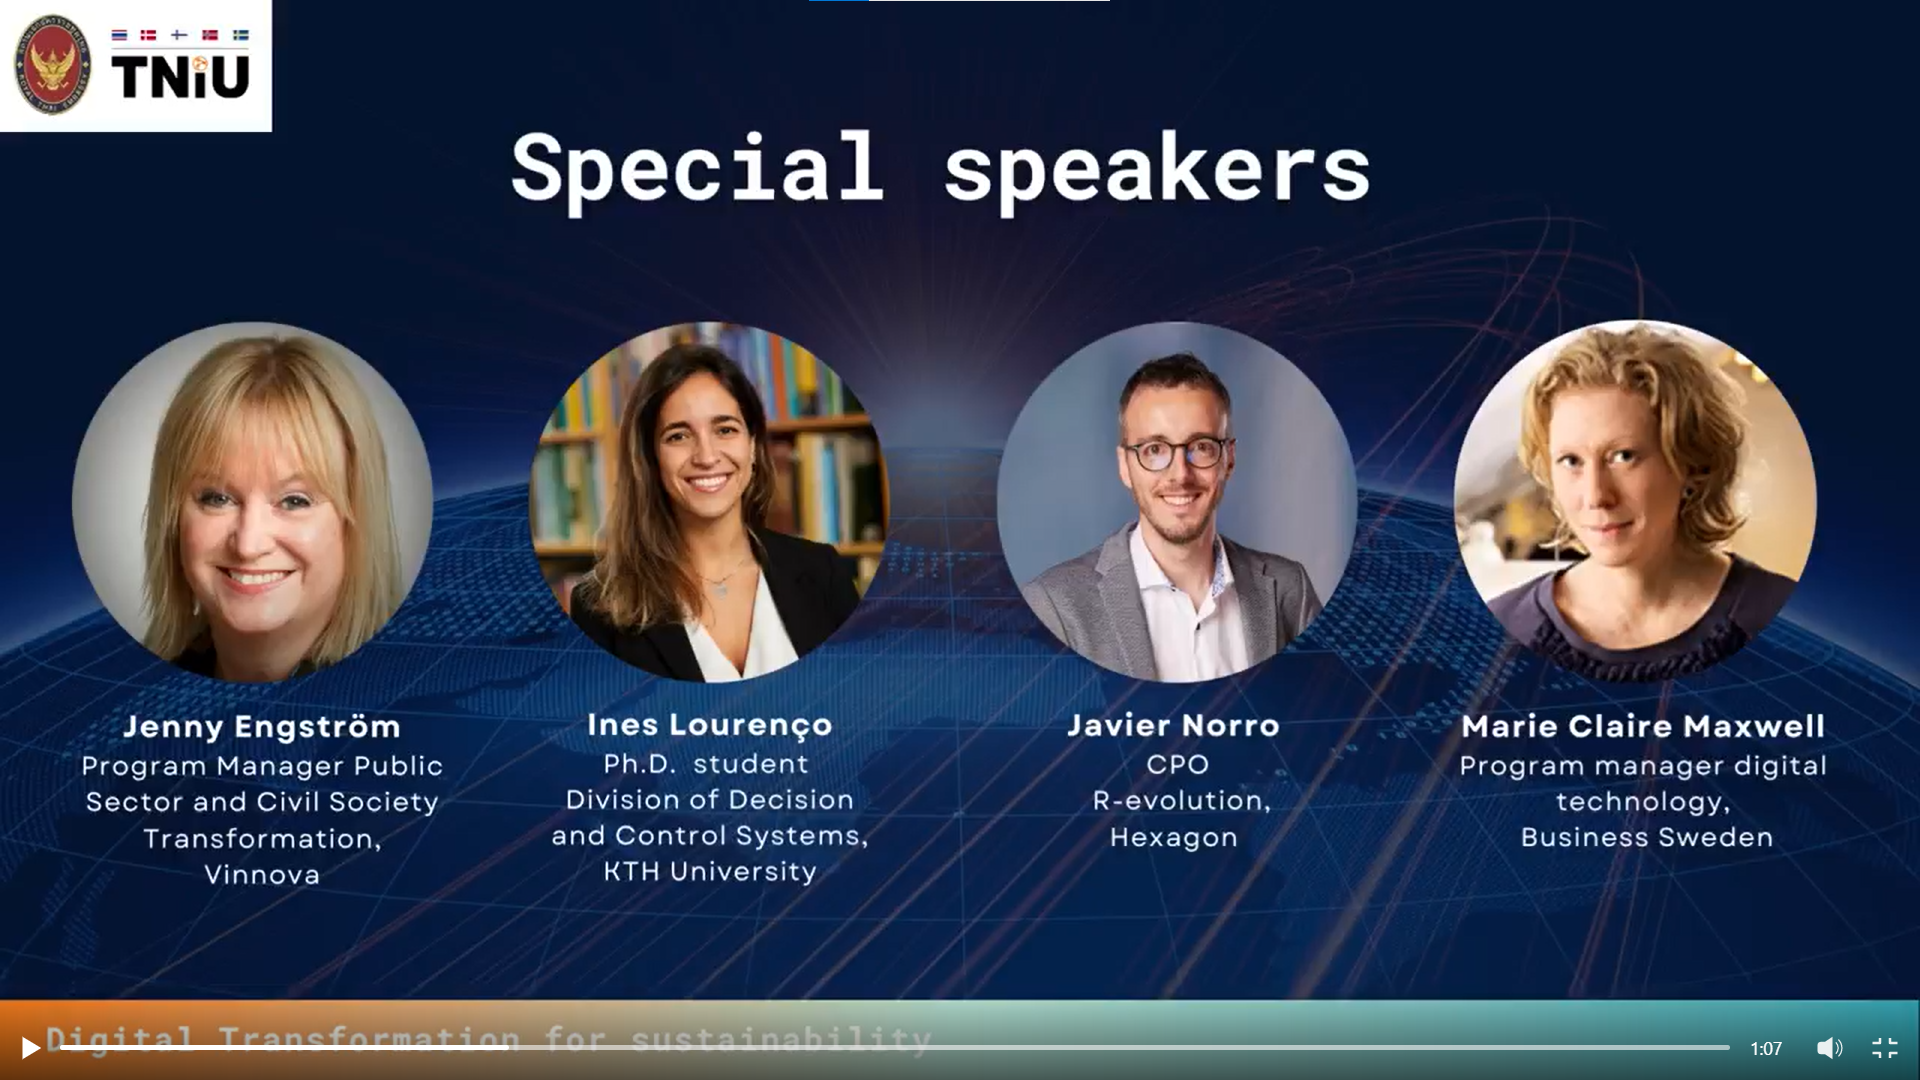 TNiU
Special speakers
Jenny Engström
Program Manager Public
Sector and Civil Society
Transformation,
Vinnova
Ines Lourenço
Ph.D. student
Division of Decision
and Control Systems,
KTH University
Javier Norro
CPO
R-evolution,
Hexagon
Marie Claire Maxwell
Program manager digital
technology,
Business Sweden
Digital Transformation for sustainability
1:07